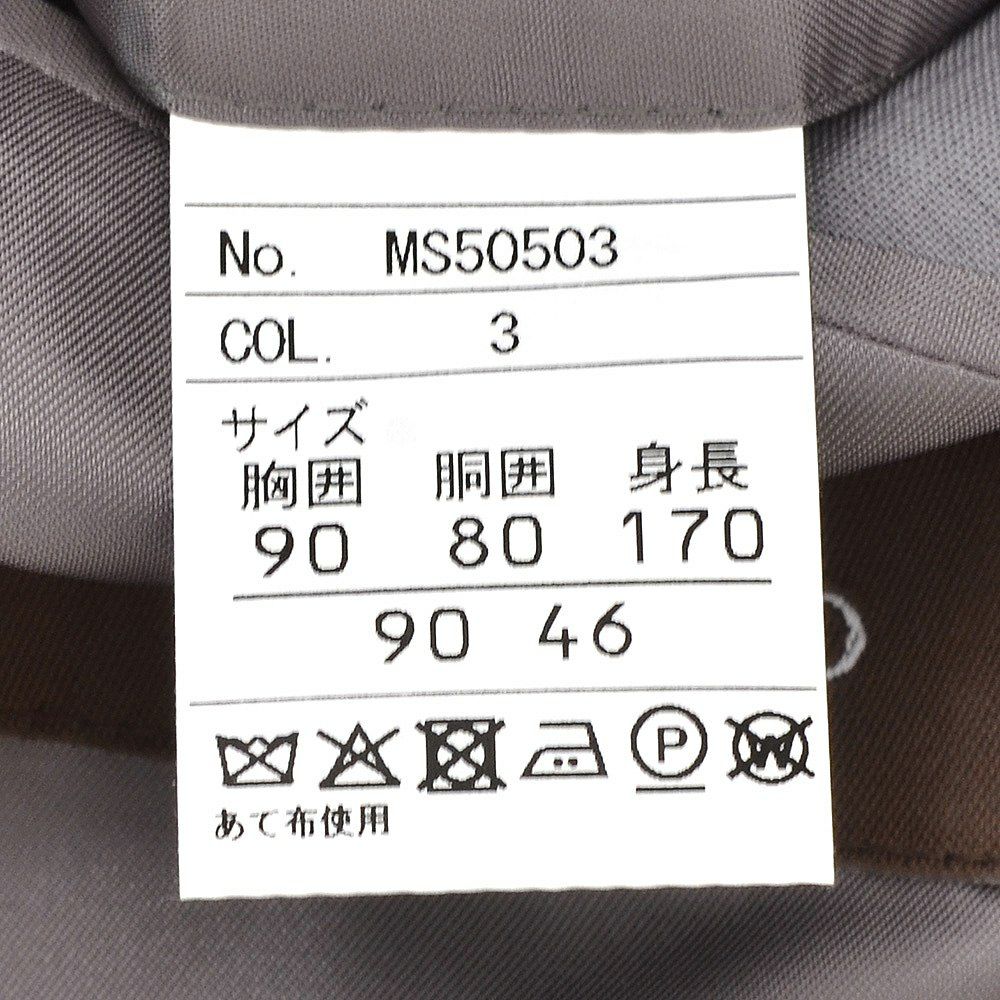 No. MS50503
COL. 3
サイズ
胸囲 胴囲 身長
90 80 170
90 46
P W
あて布使用